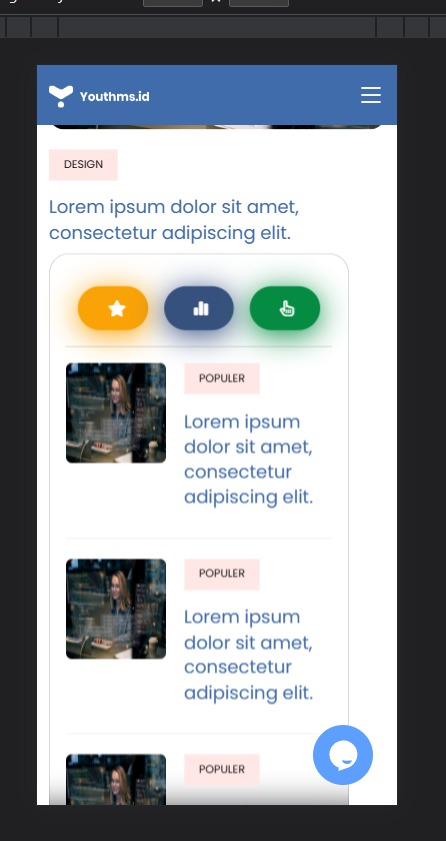 Youthms.id
DESIGN
Lorem ipsum dolor sit amet,
consectetur adipiscing elit.
POPULER
Lorem ipsum
dolor sit amet,
consectetur
adipiscing elit.
POPULER
Lorem ipsum
dolor sit amet,
consectetur
adipiscing elit.
POPULER